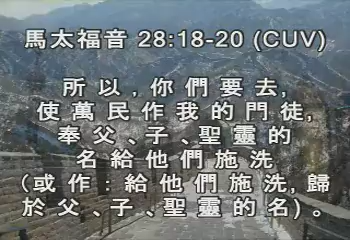 馬太福音 28:18-20 (CUV)
所以,你們要去,
使萬民作我的門徒,
奉父、子、聖靈的
名給他們施洗
(或作:給他們施洗,歸
於父、子、聖靈的名)。